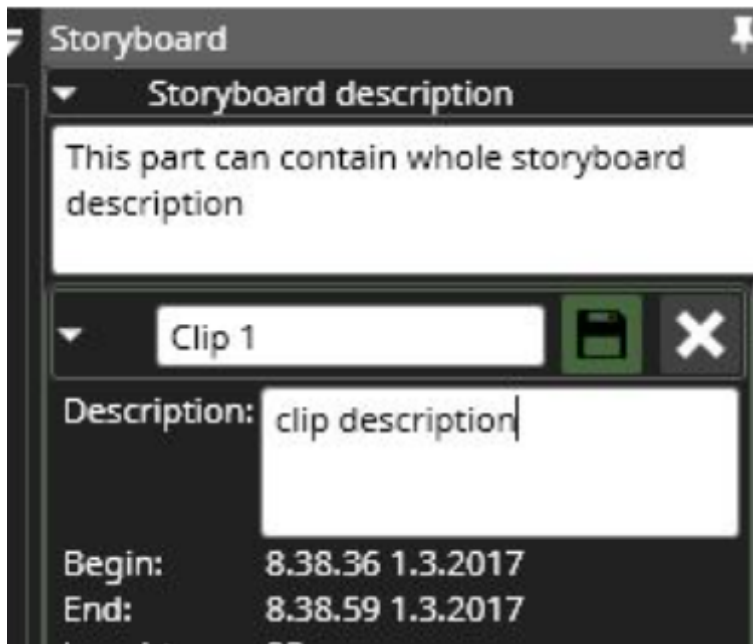 Storyboard
Storyboard description
This part can contain whole storyboard
description
Clip 1
Description: clip description
Begin: 8.38.36 1.3.2017
End: 8.38.59 1.3.2017